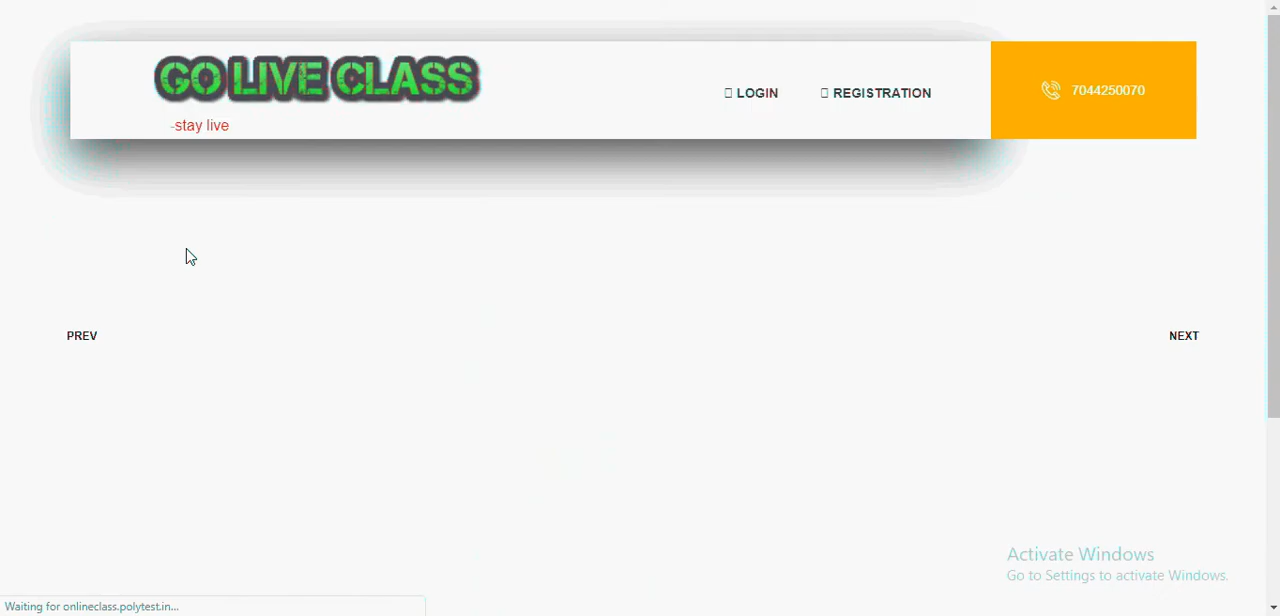 GO LIVE CLASS
-stay live
LOGIN
REGISTRATION
7044250070
PREV
NEXT
Activate Windows
Go to Settings to activate Windows.
Waiting for onlineclass.polytest.in...